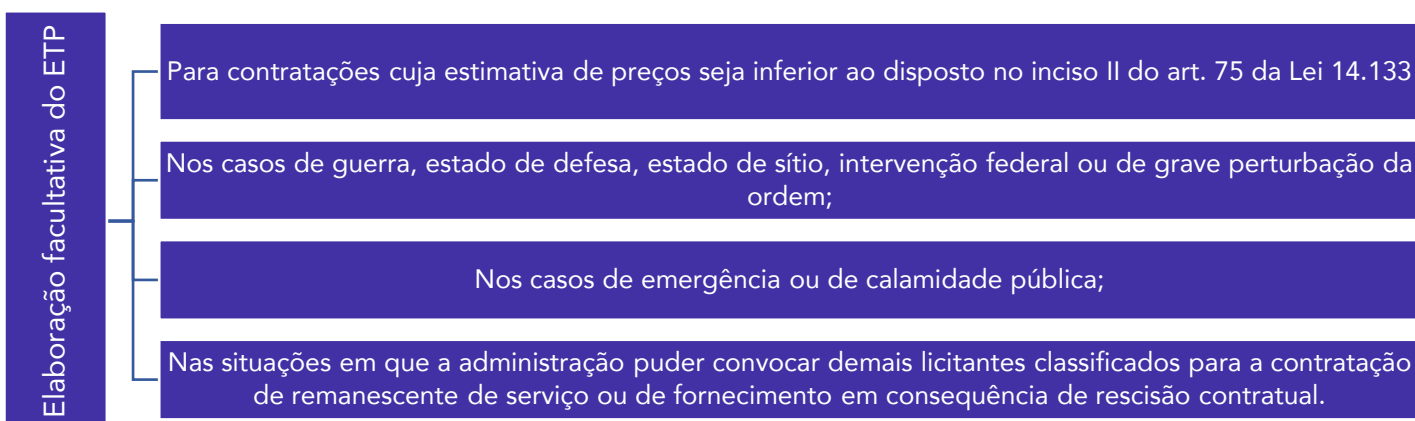 Elaboração facultativa do ETP
Para contratações cuja estimativa de preços seja inferior ao disposto no inciso II do art. 75 da Lei 14.133
Nos casos de guerra, estado de defesa, estado de sítio, intervenção federal ou de grave perturbação da
ordem;
Nos casos de emergência ou de calamidade pública;
Nas situações em que a administração puder convocar demais licitantes classificados para a contratação
de remanescente de serviço ou de fornecimento em consequência de rescisão contratual.